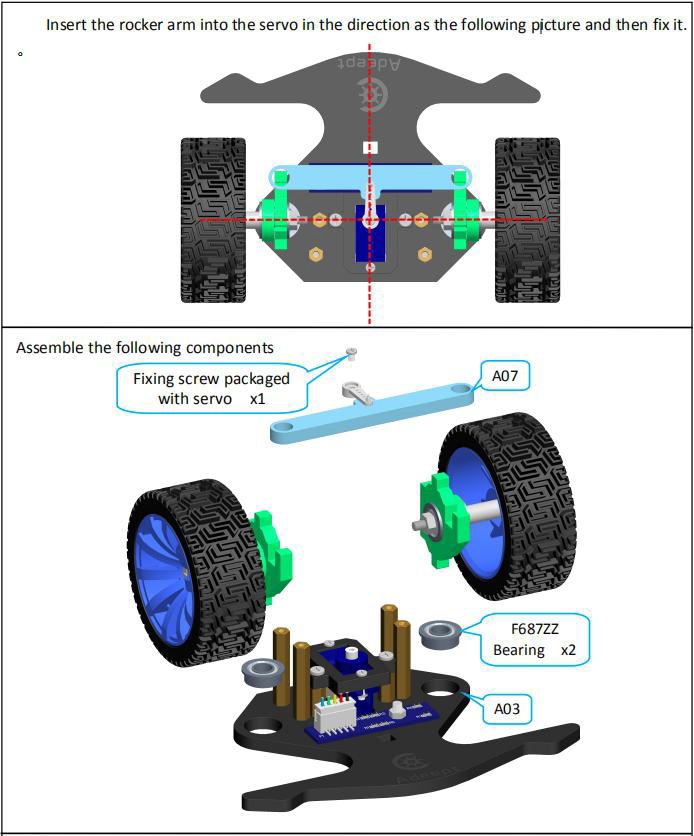 Insert the rocker arm into the servo in the direction as the following picture and then fix it.
。
Adeept
Assemble the following components
Fixing screw packaged
with servo x1
A07
F687ZZ
Bearing x2
A03
Adeept